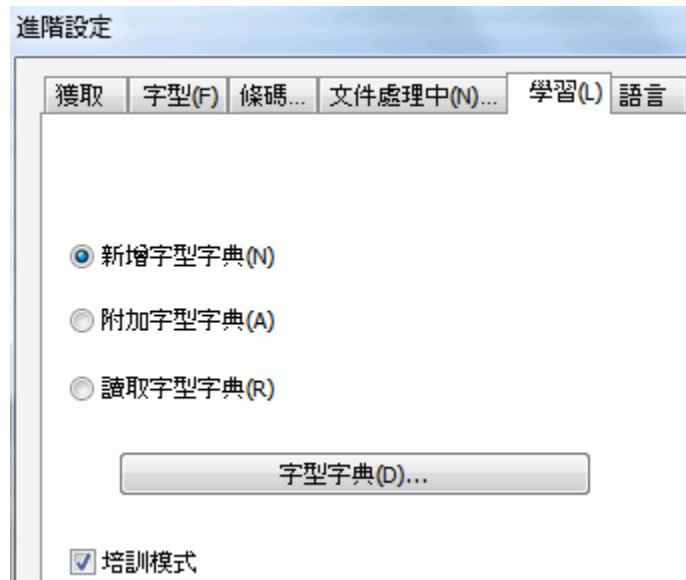 進階設定
獲取 字型(F) 條碼... 文件處理中(N)... 學習(L) 語言
新增字型字典(N)
附加字型字典(A)
讀取字型字典(R)
字型字典(D)...
培訓模式